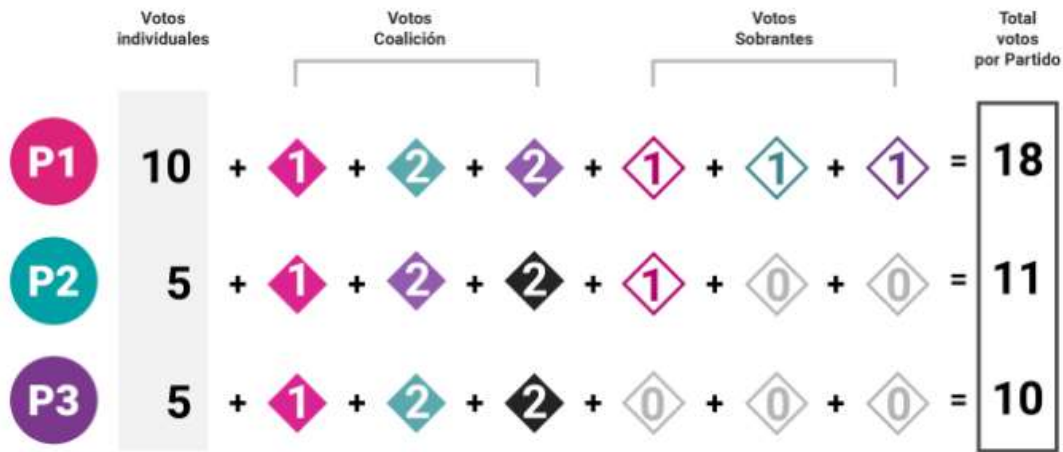 Votos
individuales
Votos
Coalición
Votos
Sobrantes
Total
votos
por Partido
P1 10 + 1 + 2 + 2 + 1 + 1 + 1 = 18
P2 5 + 1 + 2 + 2 + 1 + 0 + 0 = 11
P3 5 + 1 + 2 + 2 + 0 + 0 + 0 = 10